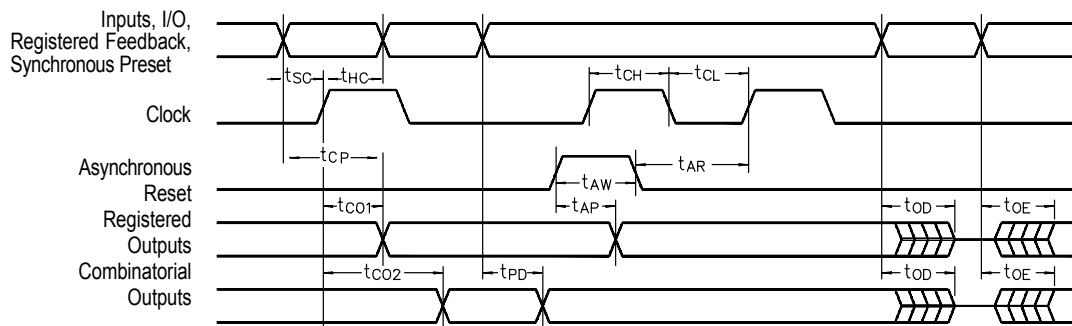 Inputs, I/O,
Registered Feedback,
Synchronous Preset
tSC
tHC
tCH
tCL
Clock
tCP
tAR
Asynchronous
Reset
tAW
tCO1
tAP
tOD
tOE
Registered
Outputs
Combinatorial
Outputs
tCO2
tPD
tOD
tOE